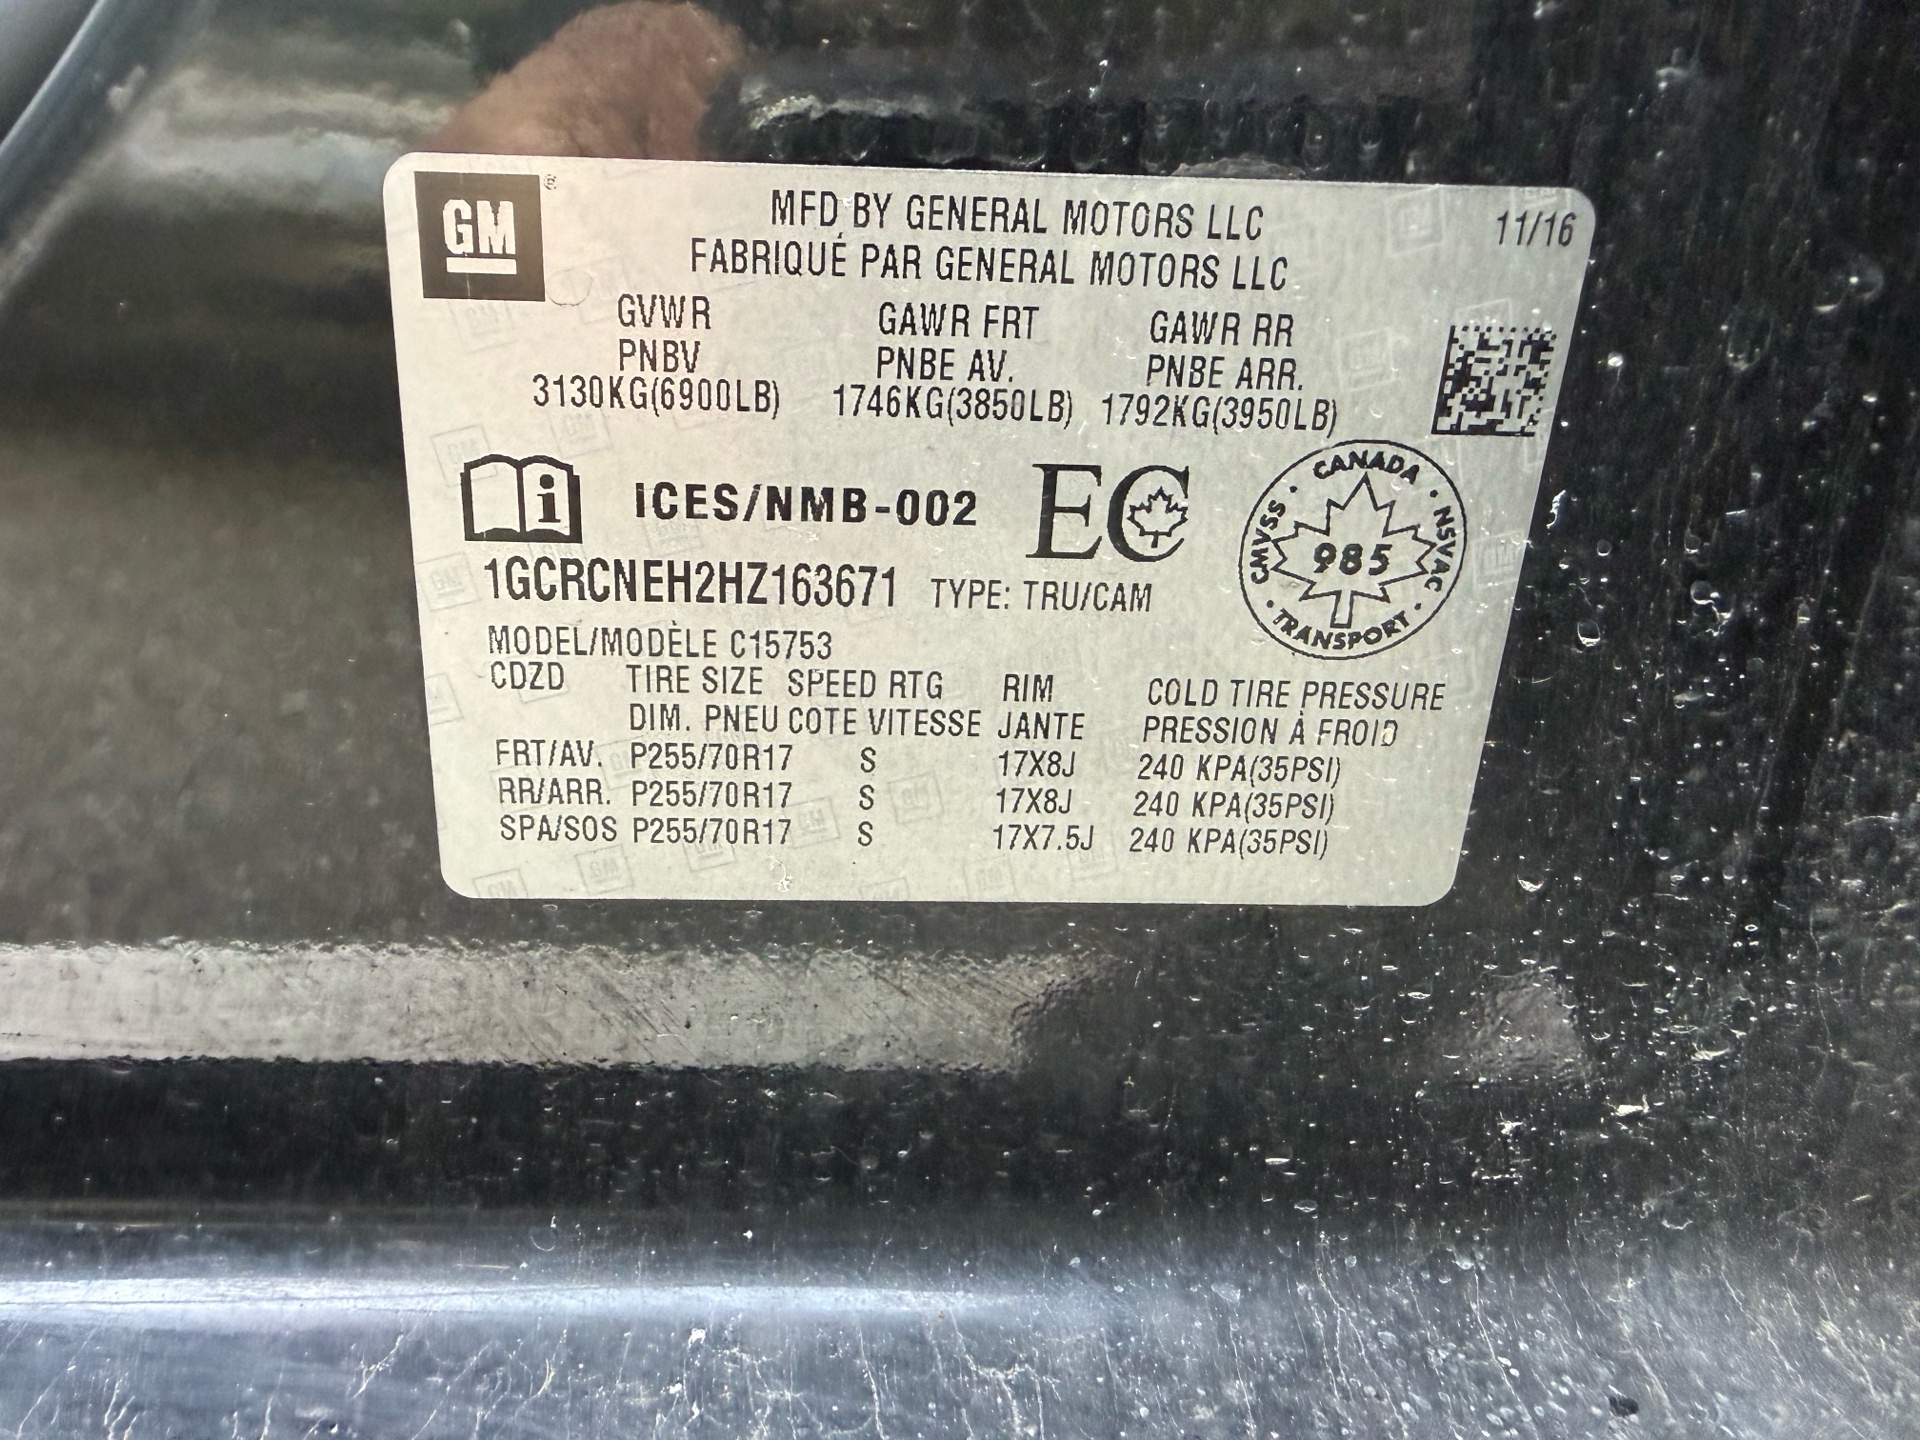 GM ®
MFD BY GENERAL MOTORS LLC 11/16
FABRIQUÉ PAR GENERAL MOTORS LLC
GVWR GAWR FRT GAWR RR
PNBV PNBE AV. PNBE ARR.
3130KG(6900LB) 1746KG(3850LB) 1792KG(3950LB)
i ICES/NMB-002 EC
CANADA · NSVAC · TRANSPORT · CMVSS ·
985
1GCRCNEH2HZ163671 TYPE: TRU/CAM
MODEL/MODÈLE C15753
CDZD TIRE SIZE SPEED RTG RIM COLD TIRE PRESSURE
DIM. PNEU COTE VITESSE JANTE PRESSION À FROID
FRT/AV. P255/70R17 S 17X8J 240 KPA(35PSI)
RR/ARR. P255/70R17 S 17X8J 240 KPA(35PSI)
SPA/SOS P255/70R17 S 17X7.5J 240 KPA(35PSI)